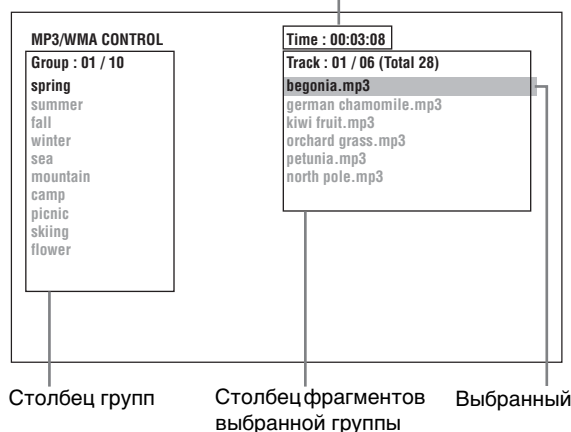 MP3/WMA CONTROL
Group : 01 / 10
spring
summer
fall
winter
sea
mountain
camp
picnic
skiing
flower
Time : 00:03:08
Track : 01 / 06 (Total 28)
begonia.mp3
german chamomile.mp3
kiwi fruit.mp3
orchard grass.mp3
petunia.mp3
north pole.mp3
Столбец групп
Столбец фрагментов
выбранной группы
Выбранный